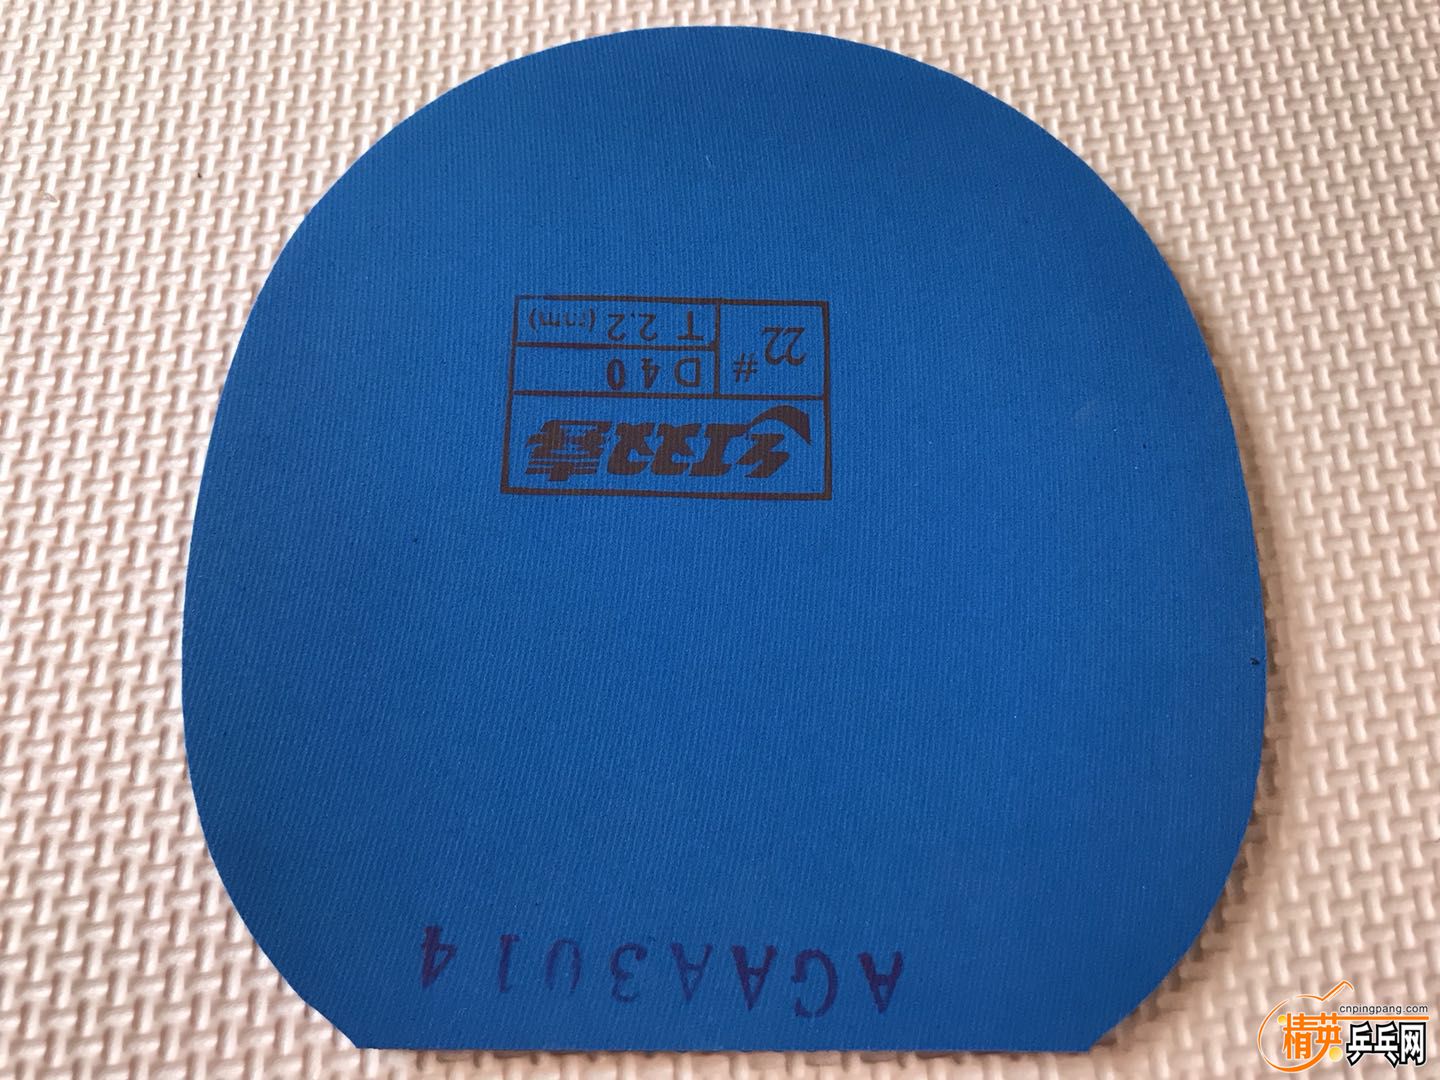 红双喜
22#
D40
T 2.2 (mm)
AGAA3014
cnpingpang.com
精英乒乓网